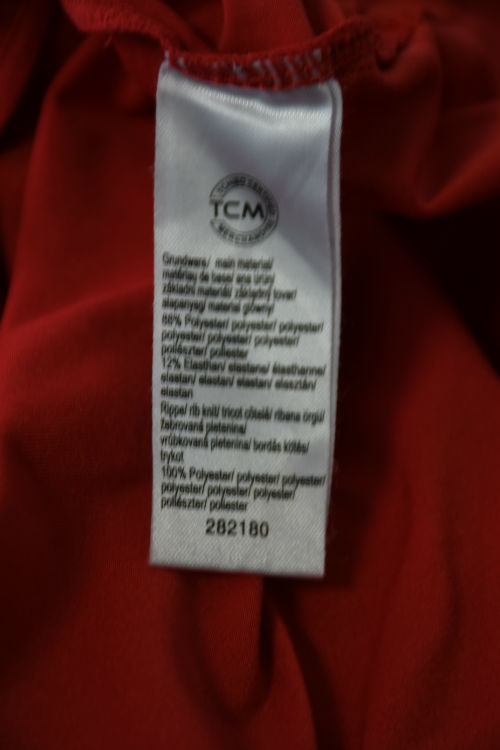 TCHIBO CERTIFIED
TCM
MERCHANDISE
Grundware/ main material/
matériau de base/ ana ürün/
základní materiál/ základný tovar/
alapanyag/ materiał główny/
88% Polyester/ polyester/ polyester/
polyester/ polyester/ polyester/
poliészter/ poliester
12% Elasthan/ elastane/ élasthanne/
elastan/ elastan/ elastan/ elasztán/
elastan
Rippe/ rib knit/ tricot côtelé/ ribana örgü/
žebrovaná pletenina/
vrúbkovaná pletenina/ bordás kötés/
trykot
100% Polyester/ polyester/ polyester/
polyester/ polyester/ polyester/
poliészter/ poliester
282180